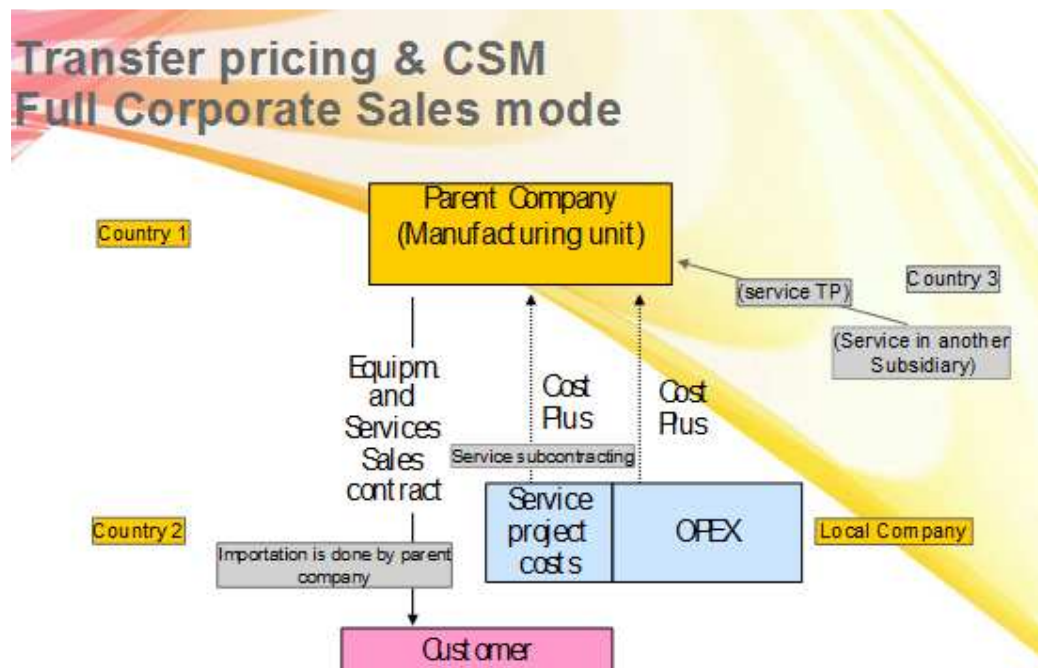 Transfer pricing & CSM
Full Corporate Sales mode
Parent Company
(Manufacturing unit)
Country 1
Country 3
(service TP)
(Service in another
Subsidiary)
Equipm.
and
Services
Sales
contract
Cost
Plus
Cost
Plus
Service subcontracting
Country 2
Service
project
costs
OPEX
Local Company
Importation is done by parent
company
Customer